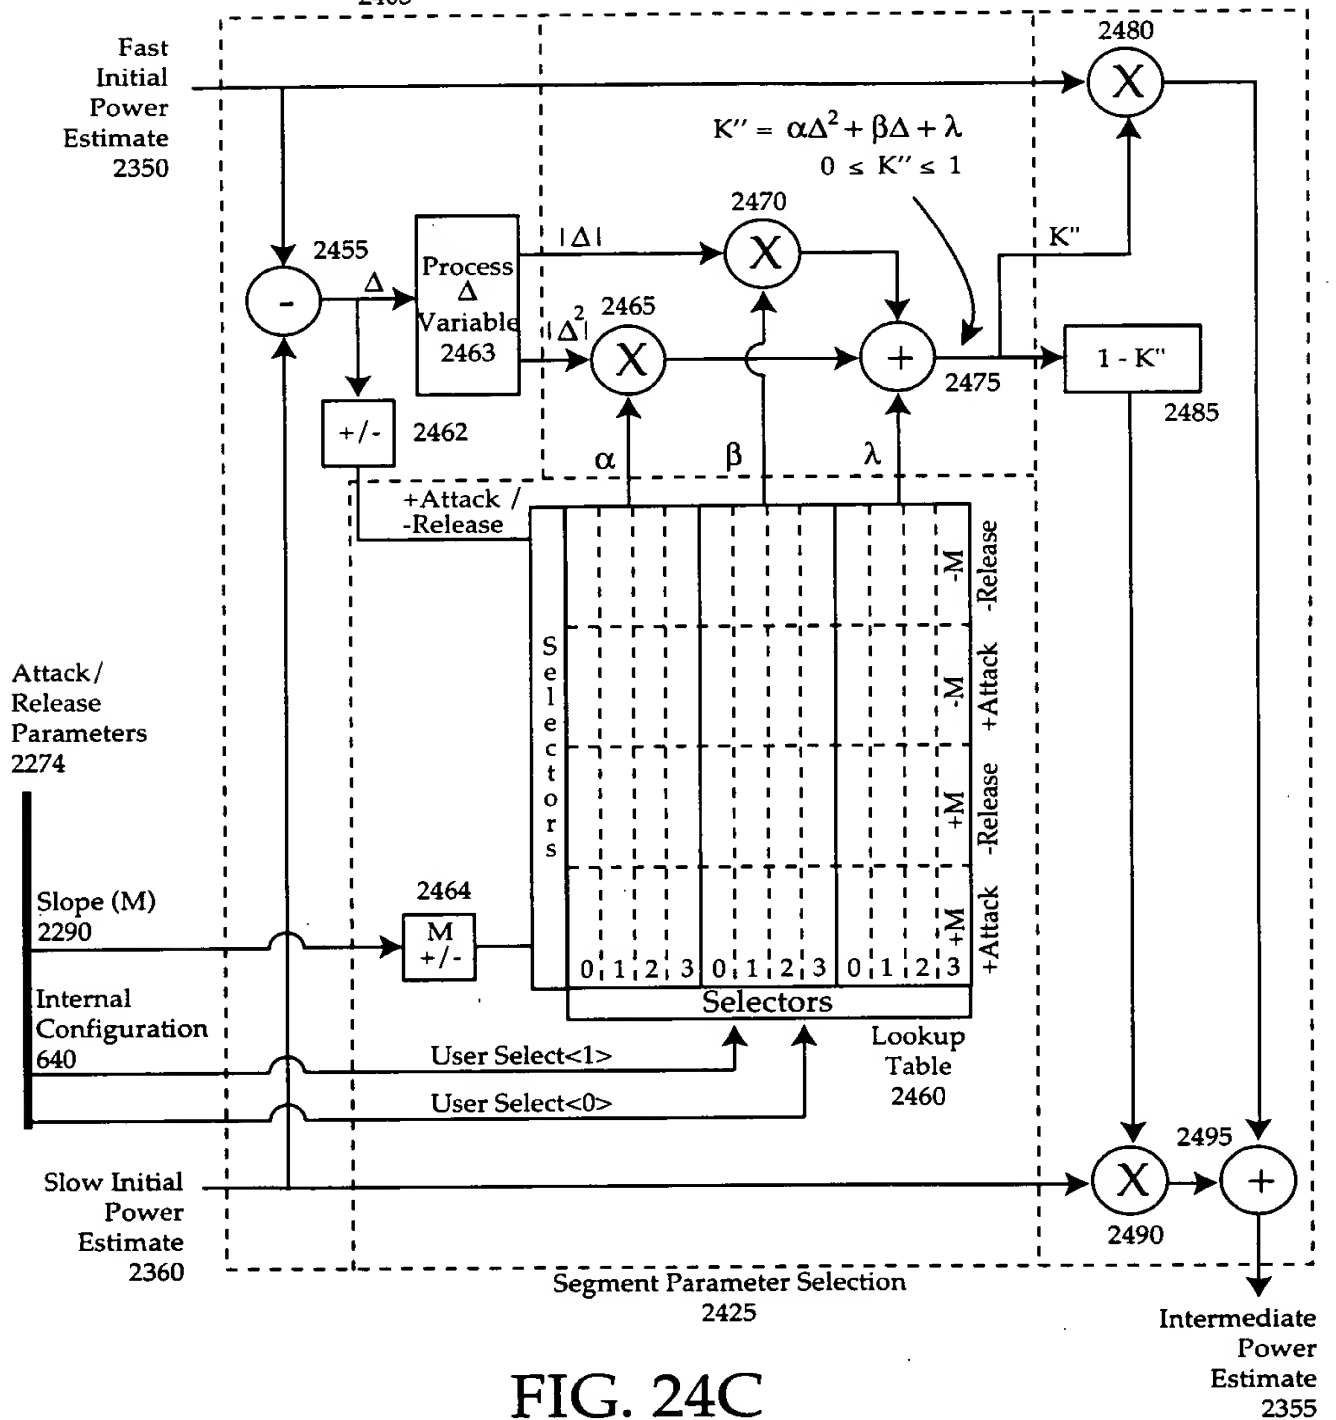 2480
Fast
Initial
Power
Estimate
2350
X
K'' = αΔ² + βΔ + λ
0 ≤ K'' ≤ 1
2470
X
|Δ|
K''
2455
-
Δ
Process
Δ
Variable
2463
|Δ²|
2465
X
+
2475
1 - K''
2485
+/-
2462
α
β
λ
+Attack /
-Release
Selectors
-M
-Release
-M
+Attack
+M
-Release
+M
+Attack
Attack/
Release
Parameters
2274
Slope (M)
2290
2464
M
+/-
0 1 2 3 0 1 2 3 0 1 2 3
Selectors
Internal
Configuration
640
Lookup
Table
2460
User Select<1>
User Select<0>
Slow Initial
Power
Estimate
2360
X
2490
2495
+
Segment Parameter Selection
2425
Intermediate
Power
Estimate
2355
FIG. 24C